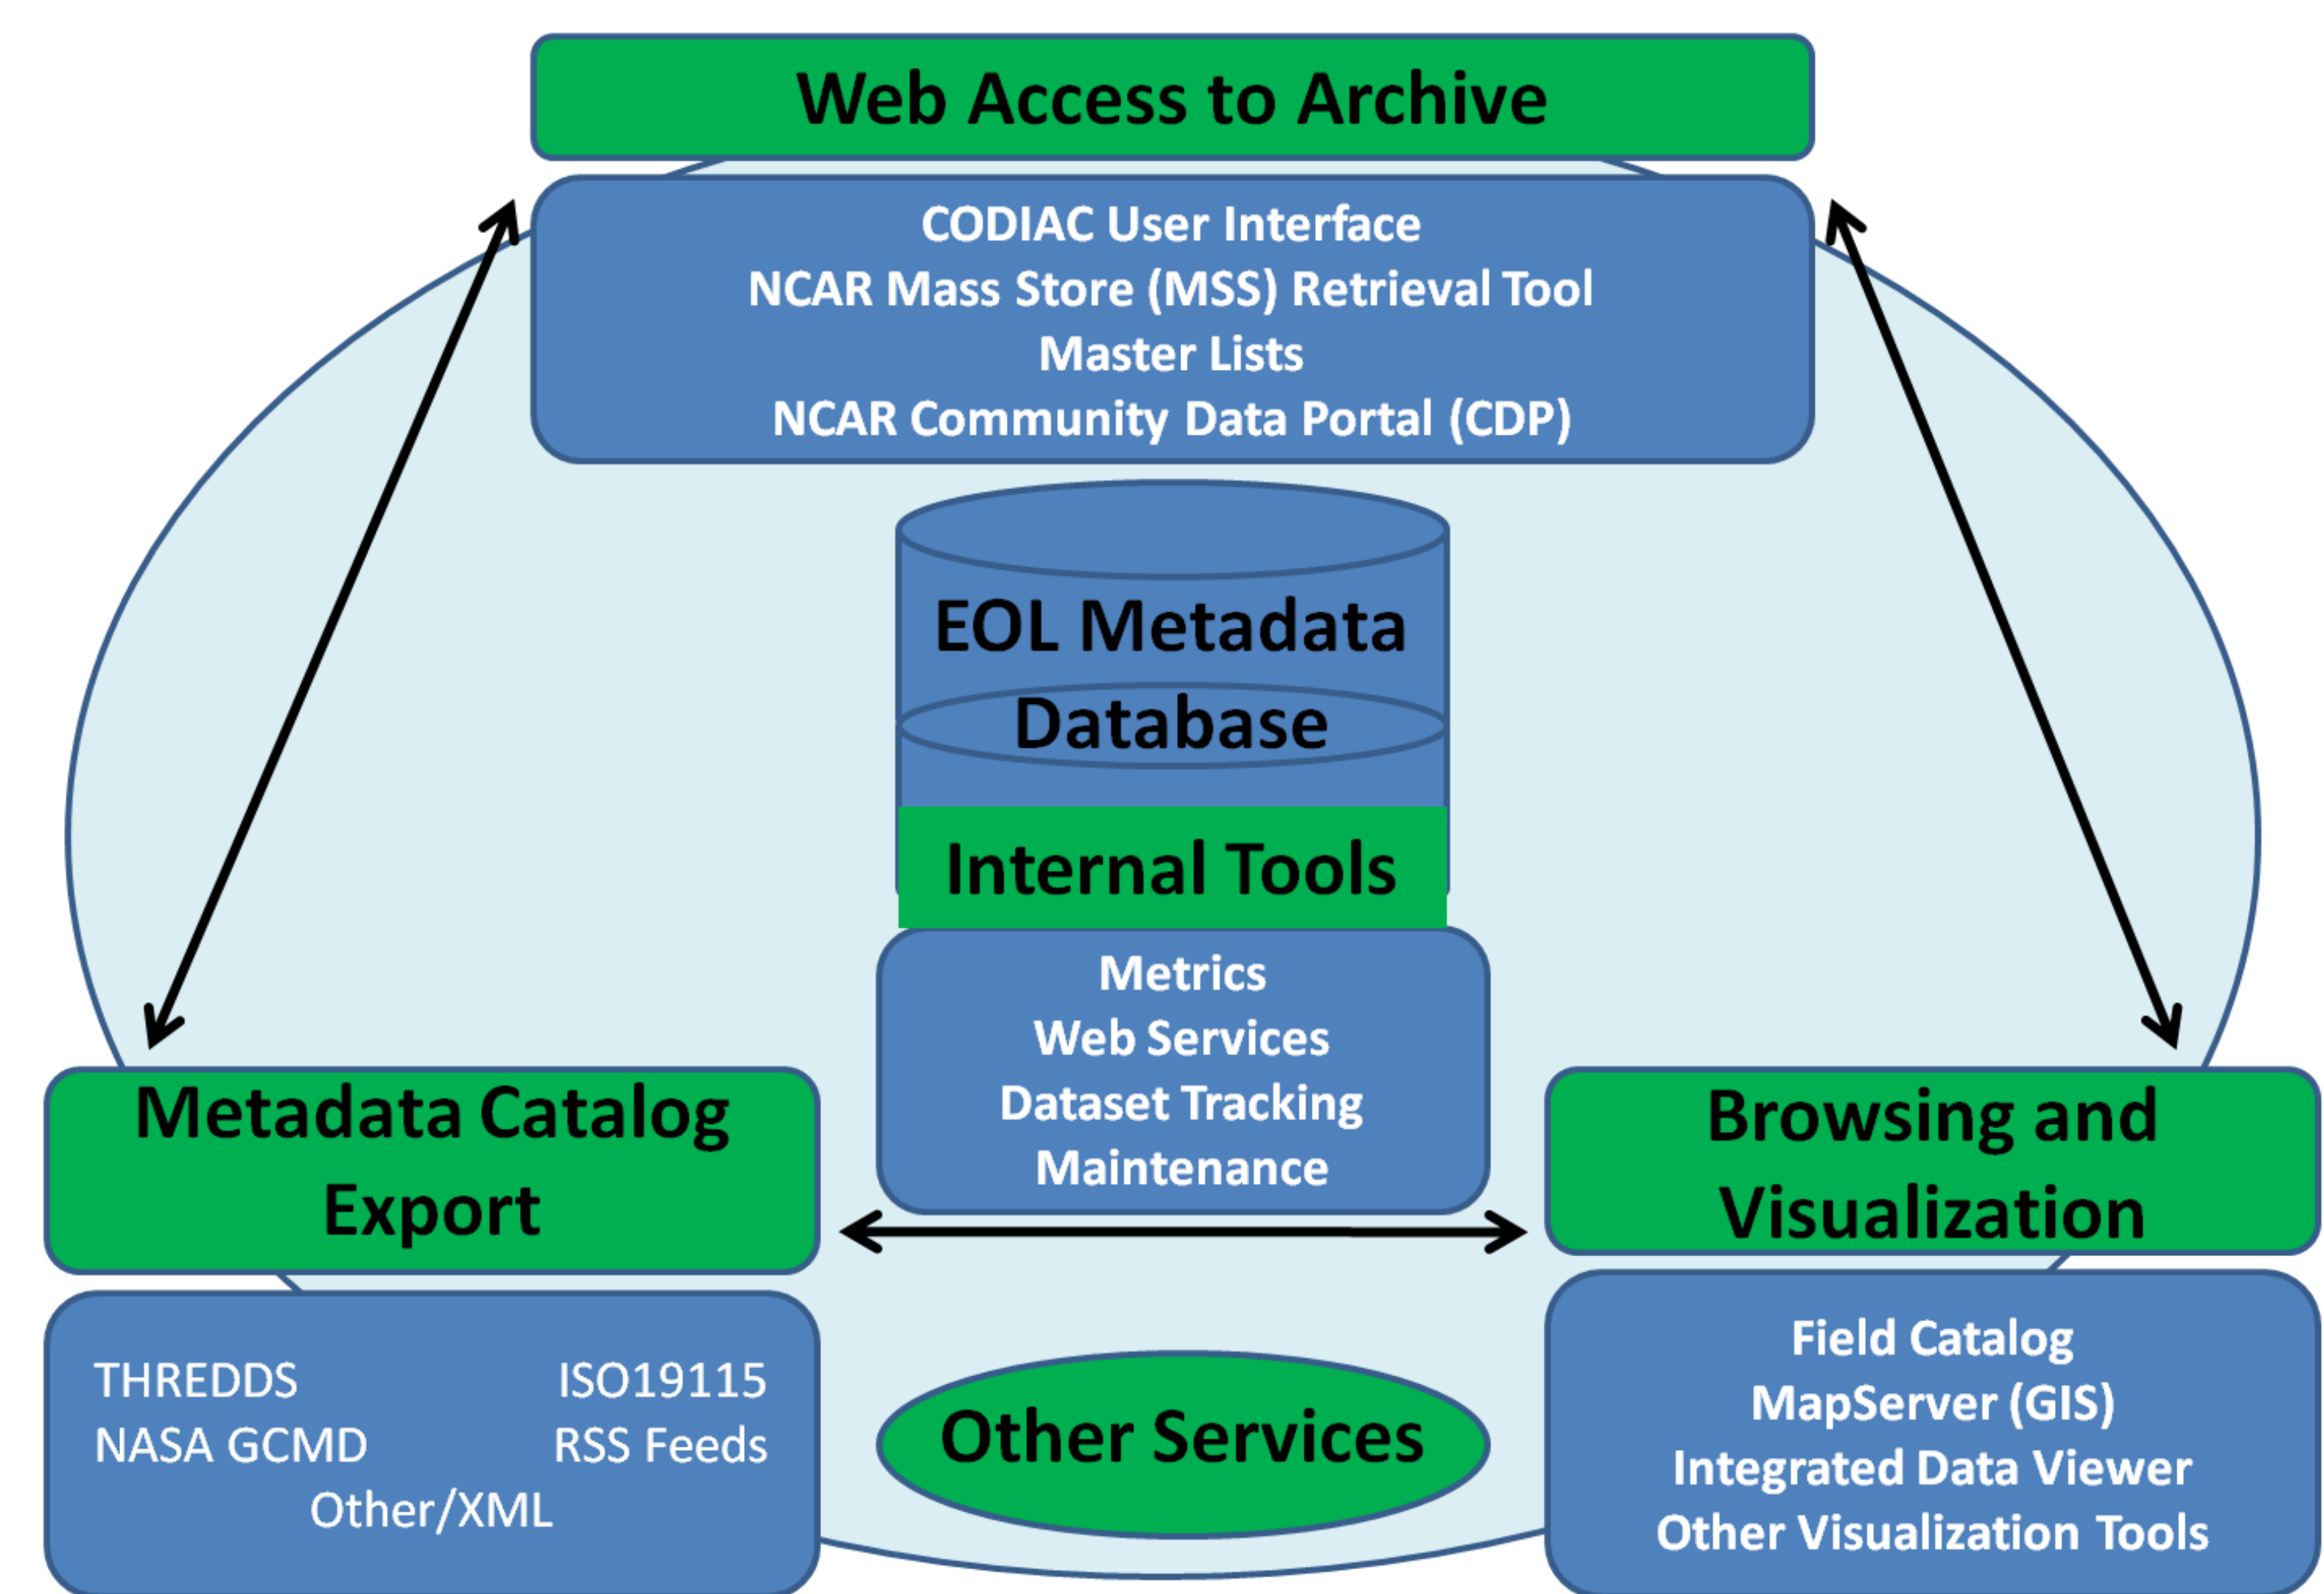 Web Access to Archive
CODIAC User Interface
NCAR Mass Store (MSS) Retrieval Tool
Master Lists
NCAR Community Data Portal (CDP)
EOL Metadata
Database
Internal Tools
Metrics
Web Services
Dataset Tracking
Maintenance
Metadata Catalog
Export
THREDDS ISO19115
NASA GCMD RSS Feeds
Other/XML
Other Services
Browsing and
Visualization
Field Catalog
MapServer (GIS)
Integrated Data Viewer
Other Visualization Tools